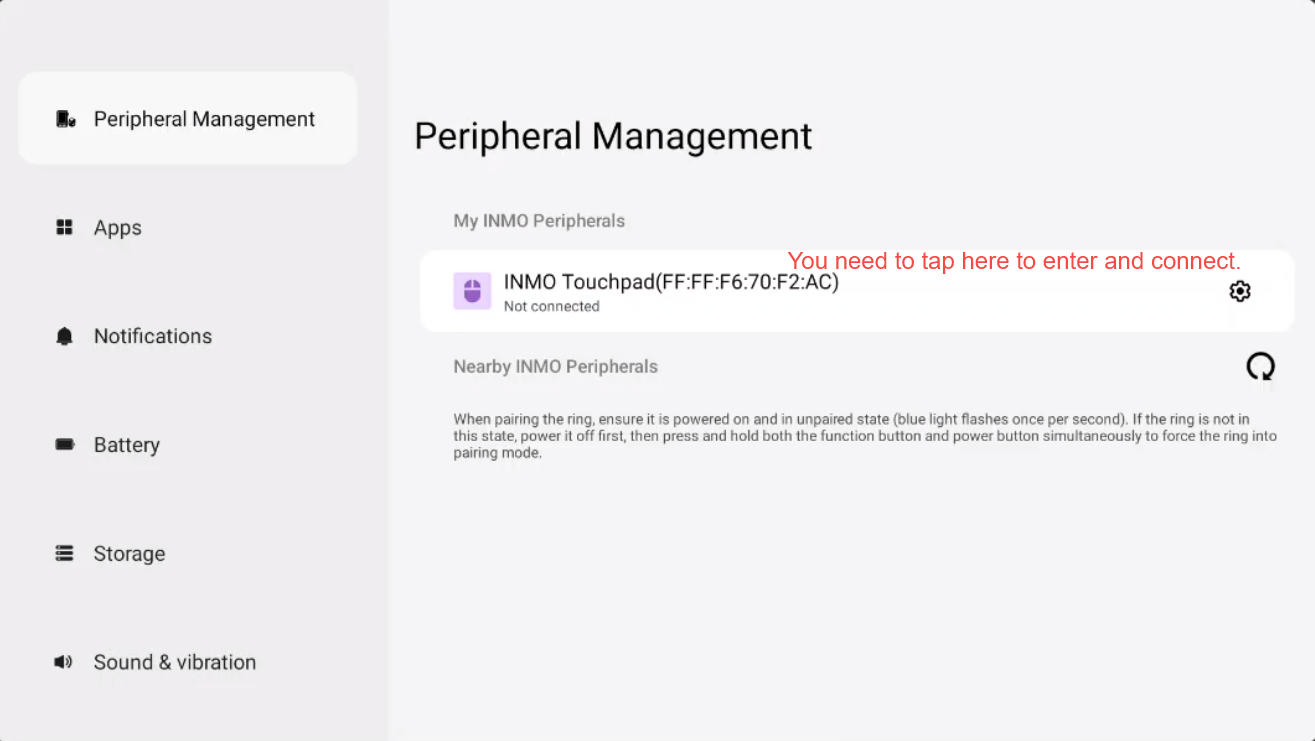 Peripheral Management
Apps
Notifications
Battery
Storage
Sound & vibration
Peripheral Management
My INMO Peripherals
You need to tap here to enter and connect.
INMO Touchpad(FF:FF:F6:70:F2:AC)
Not connected
Nearby INMO Peripherals
When pairing the ring, ensure it is powered on and in unpaired state (blue light flashes once per second). If the ring is not in
this state, power it off first, then press and hold both the function button and power button simultaneously to force the ring into
pairing mode.